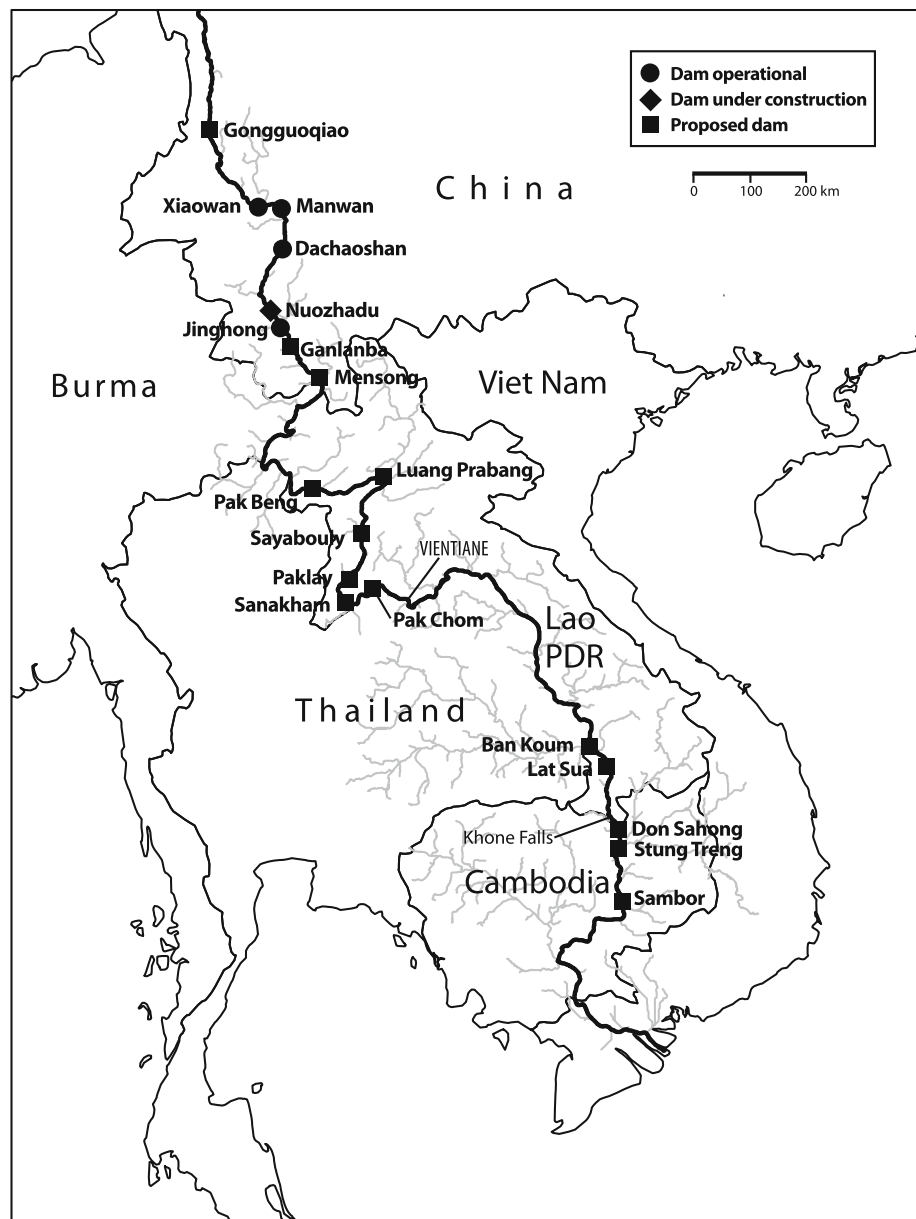 Dam operational
Dam under construction
Proposed dam
0 100 200 km
Gongguoqiao
China
Xiaowan
Manwan
Dachaoshan
Nuozhadu
Jinghong
Ganlanba
Mensong
Burma
Viet Nam
Luang Prabang
Pak Beng
Sayabouly
VIENTIANE
Paklay
Sanakham
Pak Chom
Lao
PDR
Thailand
Ban Koum
Lat Sua
Don Sahong
Khone Falls
Stung Treng
Cambodia
Sambor